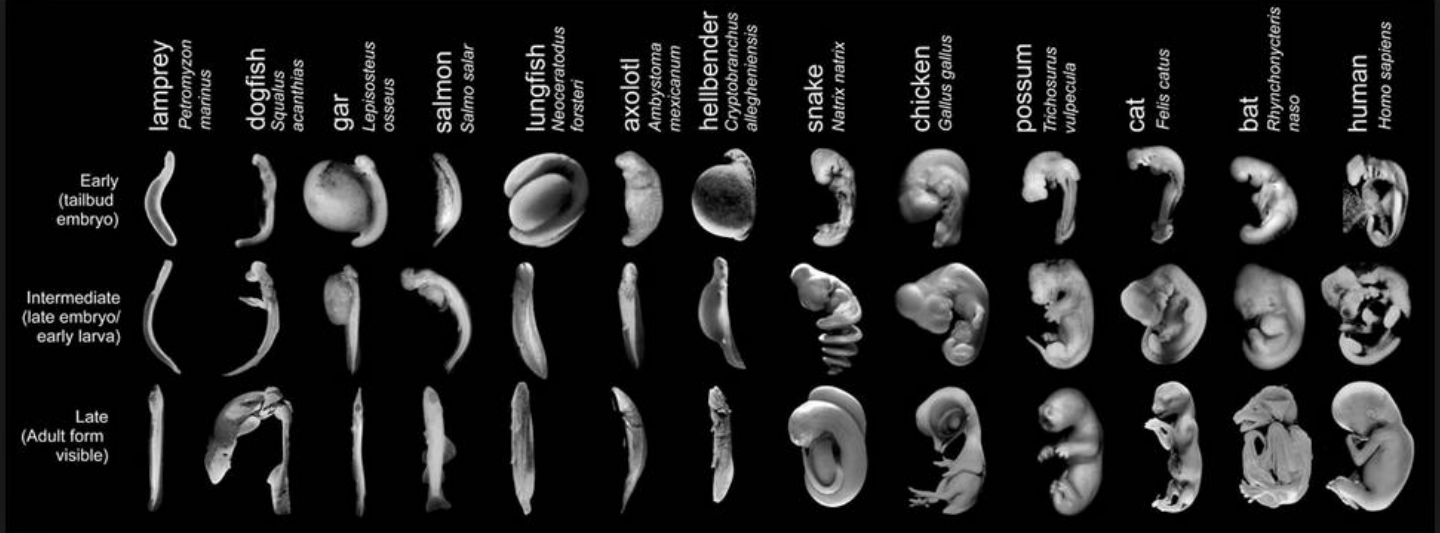 lamprey
Petromyzon
marinus
dogfish
Squalus
acanthias
gar
Lepisosteus
osseus
salmon
Salmo salar
lungfish
Neoceratodus
forsteri
axolotl
Ambystoma
mexicanum
hellbender
Cryptobranchus
allegheniensis
snake
Natrix natrix
chicken
Gallus gallus
possum
Trichosurus
vulpecula
cat
Felis catus
bat
Rhynchonycteris
naso
human
Homo sapiens
Early
(tailbud
embryo)
Intermediate
(late embryo/
early larva)
Late
(Adult form
visible)